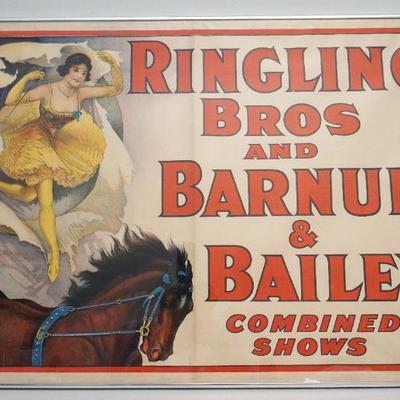 RINGLING
BROS
AND
BARNUM
&
BAILEY
COMBINED
SHOWS